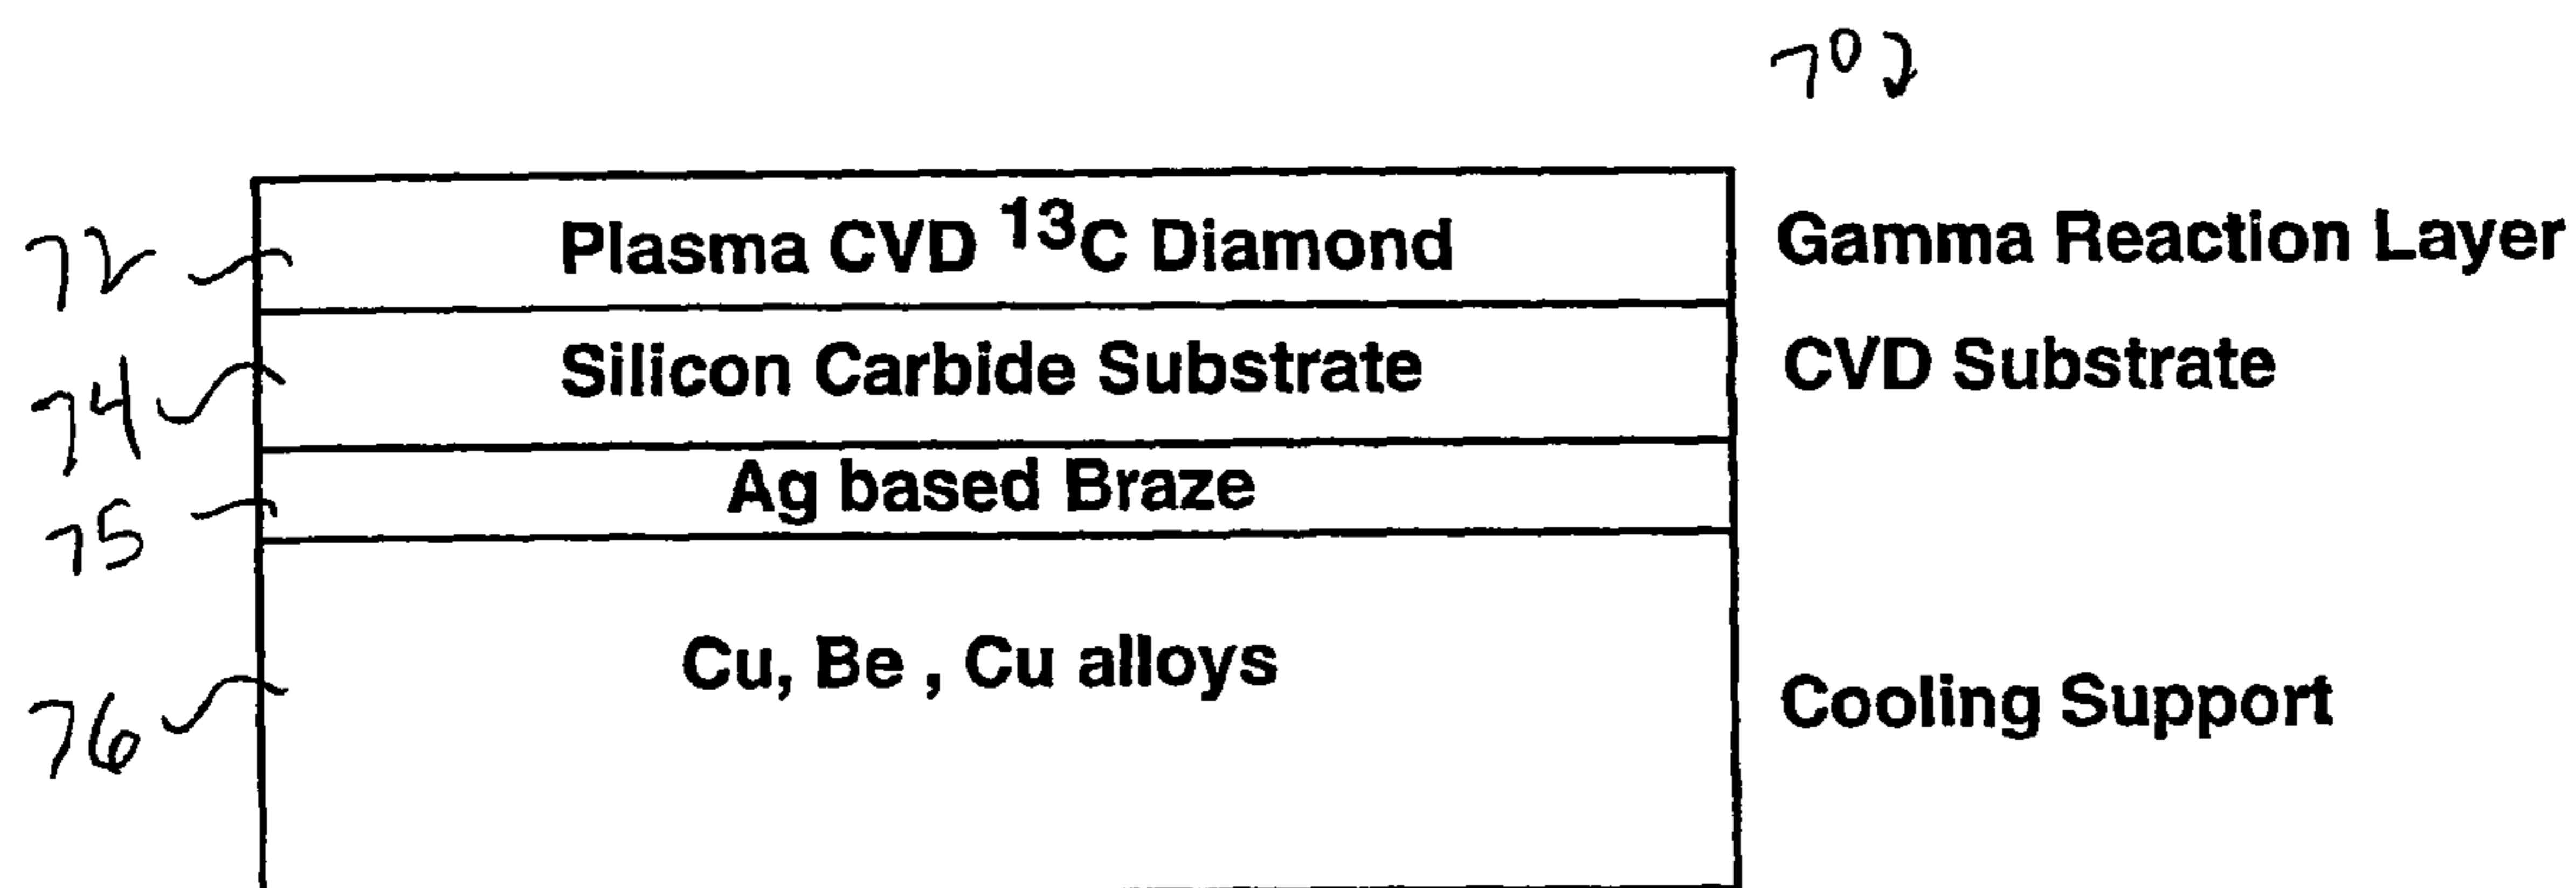 702
72 Plasma CVD ¹³C Diamond Gamma Reaction Layer
74 Silicon Carbide Substrate CVD Substrate
75 Ag based Braze
76 Cu, Be , Cu alloys Cooling Support